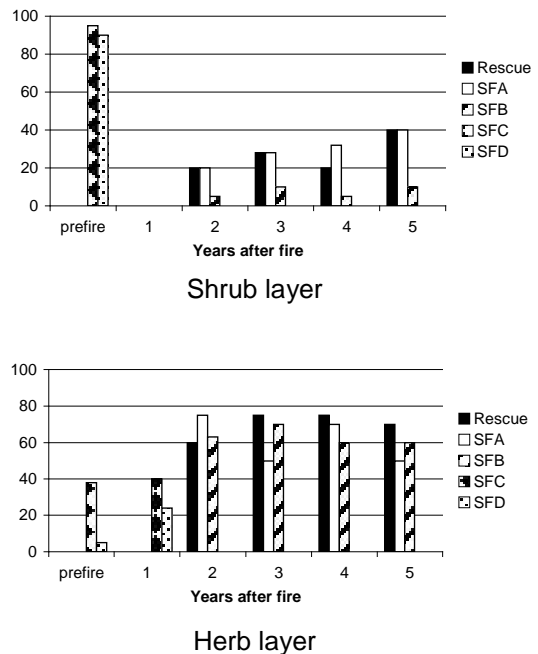 100
80
60
40
20
0
prefire 1 2 3 4 5
Years after fire
Rescue
SFA
SFB
SFC
SFD
Shrub layer
100
80
60
40
20
0
prefire 1 2 3 4 5
Years after fire
Rescue
SFA
SFB
SFC
SFD
Herb layer